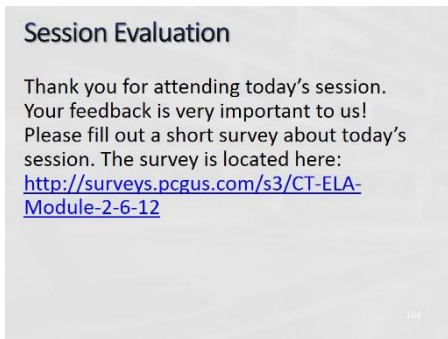 Session Evaluation
Thank you for attending today’s session.
Your feedback is very important to us!
Please fill out a short survey about today’s
session. The survey is located here:
http://surveys.pcgus.com/s3/CT-ELA-
Module-2-6-12
104